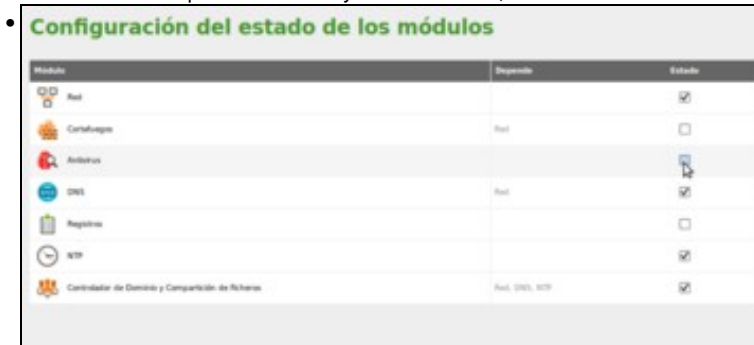 Configuración del estado de los módulos
Módulo Depende Estado
Red
Cortafuegos Red
Antivirus
DNS Red
Registros
NTP
Controlador de Dominio y Compartición de ficheros Red, DNS, NTP